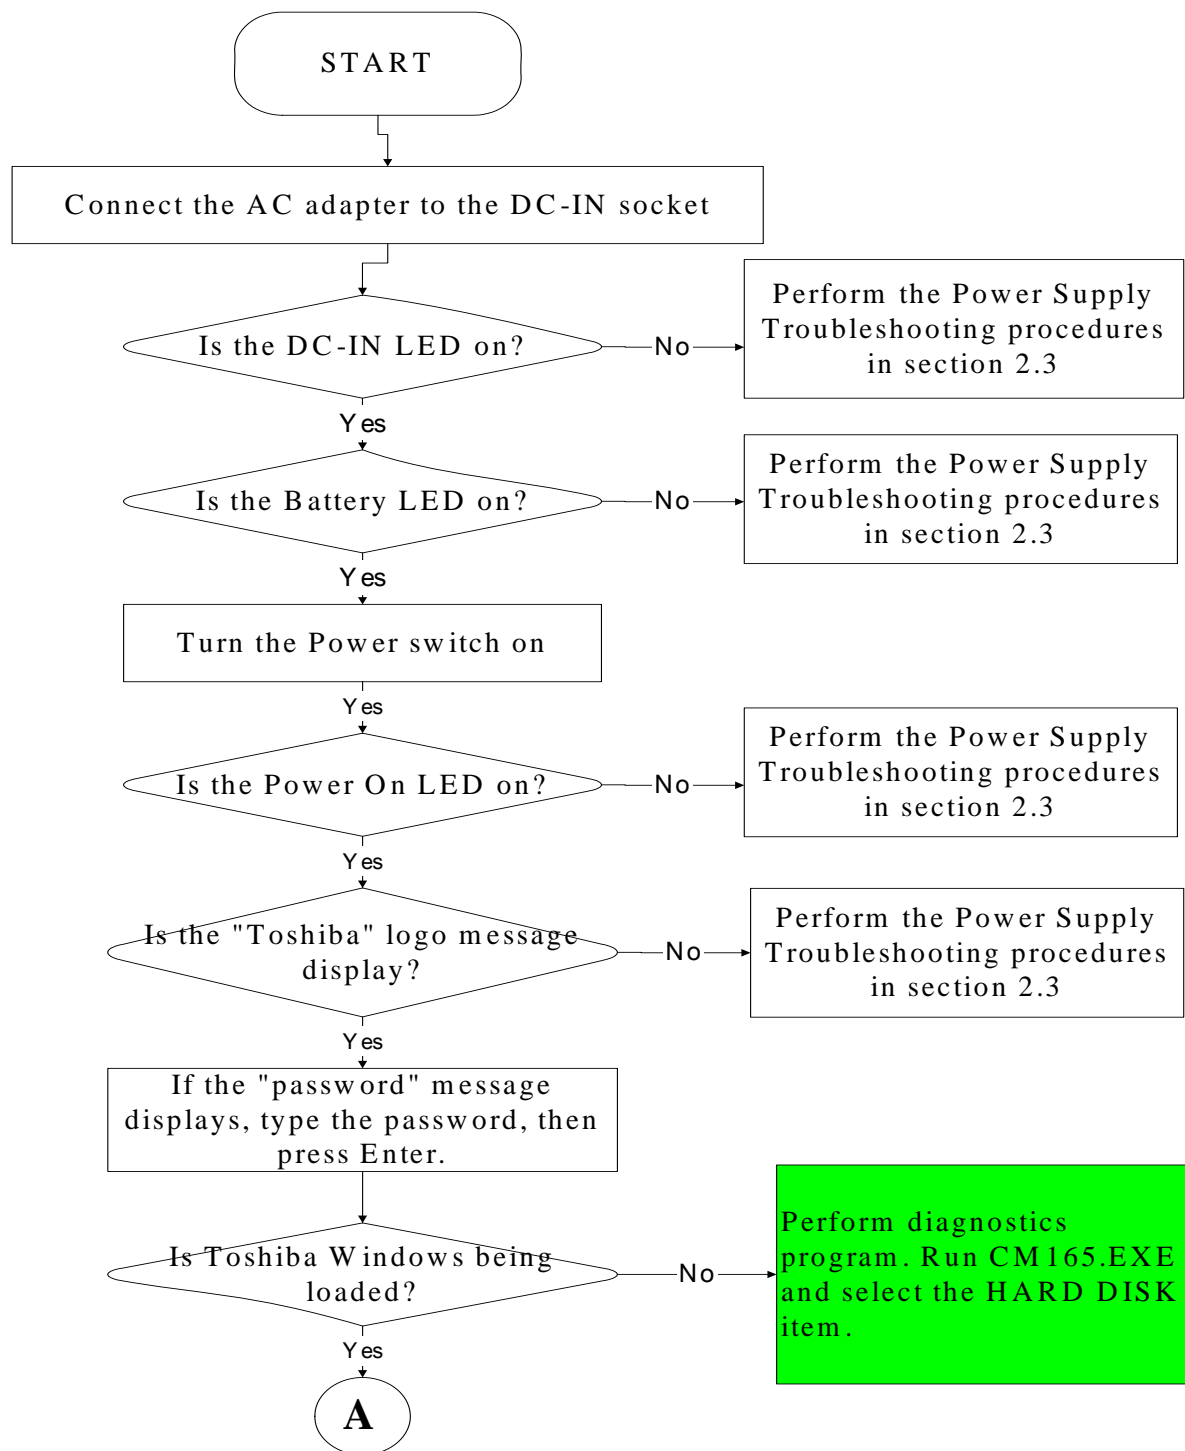 START
Connect the AC adapter to the DC-IN socket
Is the DC-IN LED on?
No
Perform the Power Supply
Troubleshooting procedures
in section 2.3
Yes
Is the Battery LED on?
No
Perform the Power Supply
Troubleshooting procedures
in section 2.3
Yes
Turn the Power switch on
Yes
Is the Power On LED on?
No
Perform the Power Supply
Troubleshooting procedures
in section 2.3
Yes
Is the "Toshiba" logo message
display?
No
Perform the Power Supply
Troubleshooting procedures
in section 2.3
Yes
If the "password" message
displays, type the password, then
press Enter.
Is Toshiba Windows being
loaded?
No
Perform diagnostics
program. Run CM165.EXE
and select the HARD DISK
item.
Yes
A